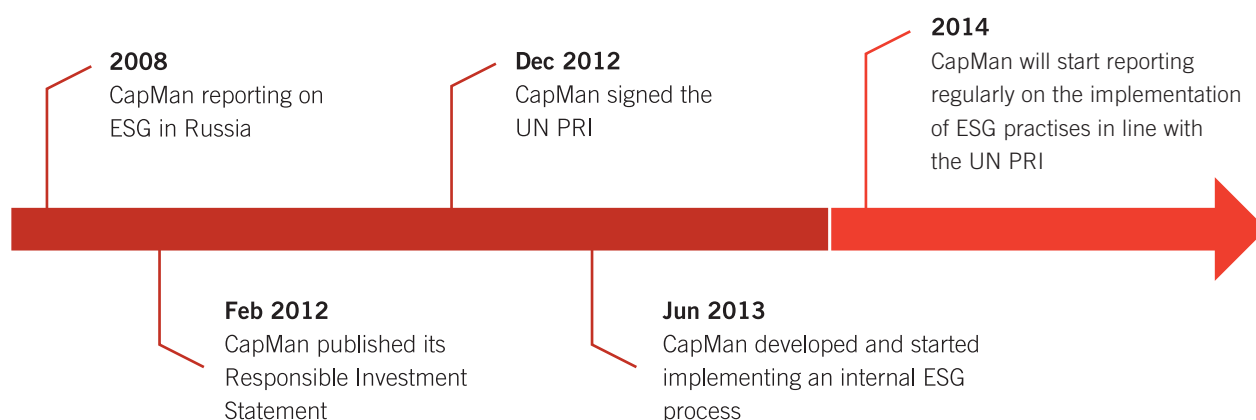 2008
CapMan reporting on
ESG in Russia
Dec 2012
CapMan signed the
UN PRI
2014
CapMan will start reporting
regularly on the implementation
of ESG practises in line with
the UN PRI
Feb 2012
CapMan published its
Responsible Investment
Statement
Jun 2013
CapMan developed and started
implementing an internal ESG
process